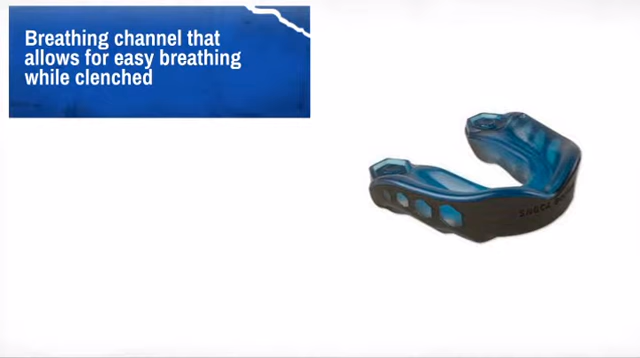 Breathing channel that
allows for easy breathing
while clenched